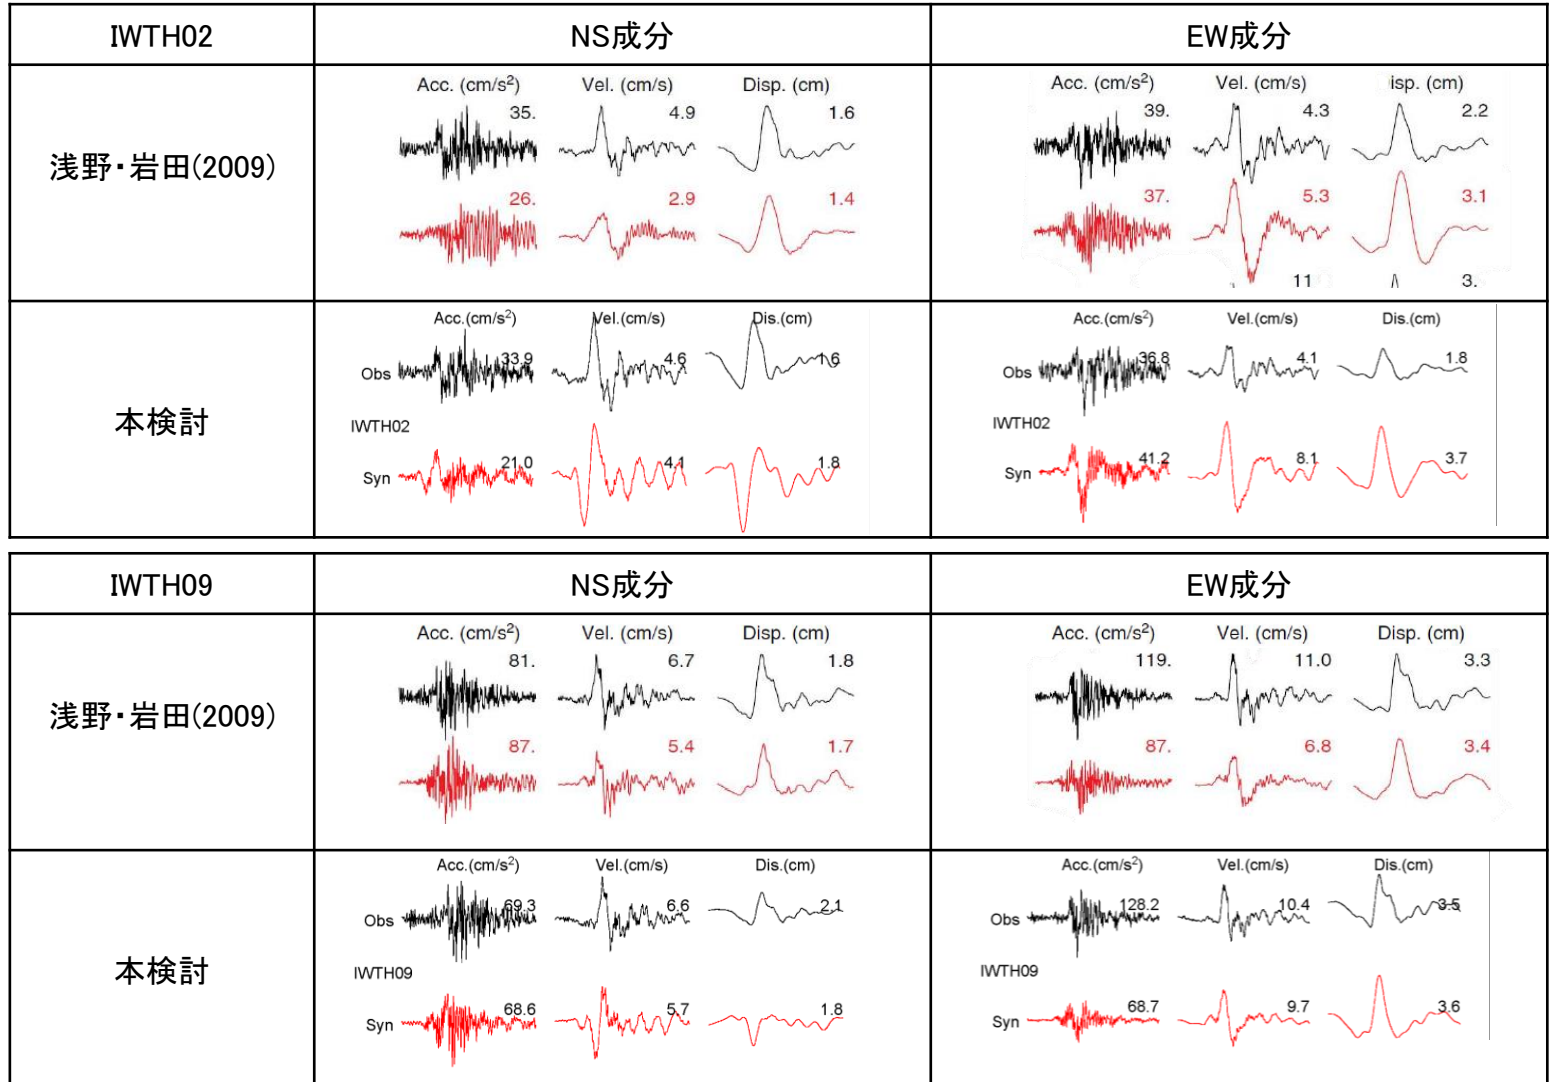 IWTH02 NS成分 EW成分
浅野・岩田(2009)
Acc. (cm/s²) Vel. (cm/s) Disp. (cm)
35. 4.9 1.6
26. 2.9 1.4
Acc. (cm/s²) Vel. (cm/s) isp. (cm)
39. 4.3 2.2
37. 5.3 3.1
11 3.
本検討
Acc.(cm/s²) Vel.(cm/s) Dis.(cm)
Obs 33.9 4.6 1.6
IWTH02
Syn 21.0 4.1 1.8
Acc.(cm/s²) Vel.(cm/s) Dis.(cm)
Obs 36.8 4.1 1.8
IWTH02
Syn 41.2 8.1 3.7
IWTH09 NS成分 EW成分
浅野・岩田(2009)
Acc. (cm/s²) Vel. (cm/s) Disp. (cm)
81. 6.7 1.8
87. 5.4 1.7
Acc. (cm/s²) Vel. (cm/s) Disp. (cm)
119. 11.0 3.3
87. 6.8 3.4
本検討
Acc.(cm/s²) Vel.(cm/s) Dis.(cm)
Obs 69.3 6.6 2.1
IWTH09
Syn 68.6 5.7 1.8
Acc.(cm/s²) Vel.(cm/s) Dis.(cm)
Obs 128.2 10.4 3.5
IWTH09
Syn 68.7 9.7 3.6